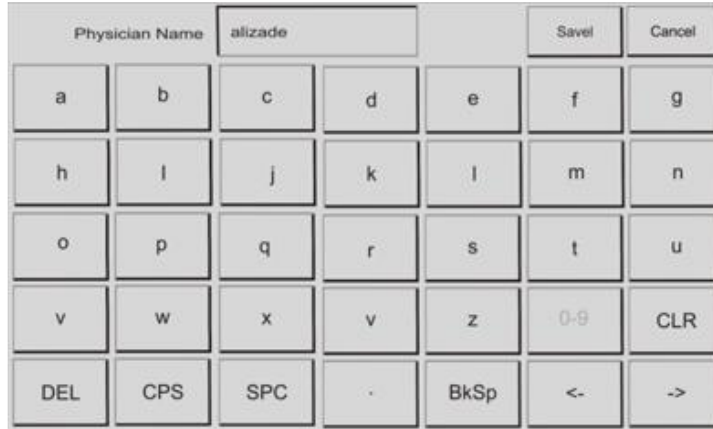 Physician Name alizade Savel Cancel
a b c d e f g
h l j k l m n
o p q r s t u
v w x v z 0-9 CLR
DEL CPS SPC . BkSp <- ->